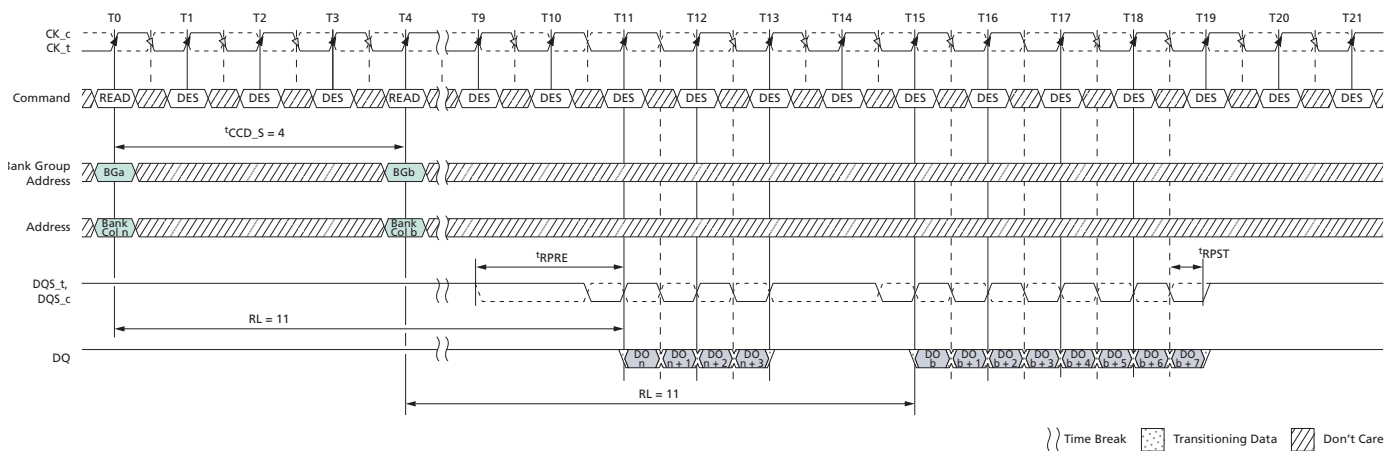 T0 T1 T2 T3 T4 T9 T10 T11 T12 T13 T14 T15 T16 T17 T18 T19 T20 T21
CK_c
CK_t
Command READ DES DES DES READ DES DES DES DES DES DES DES DES DES DES DES DES DES
tCCD_S = 4
Bank Group
Address
BGa BGb
Address
Bank
Col n
Bank
Col b
tRPRE tRPST
DQS_t,
DQS_c
RL = 11
DQ
DO
n
DO
n + 1
DO
n + 2
DO
n + 3
DO
b
DO
b + 1
DO
b + 2
DO
b + 3
DO
b + 4
DO
b + 5
DO
b + 6
DO
b + 7
RL = 11
Time Break Transitioning Data Don't Care